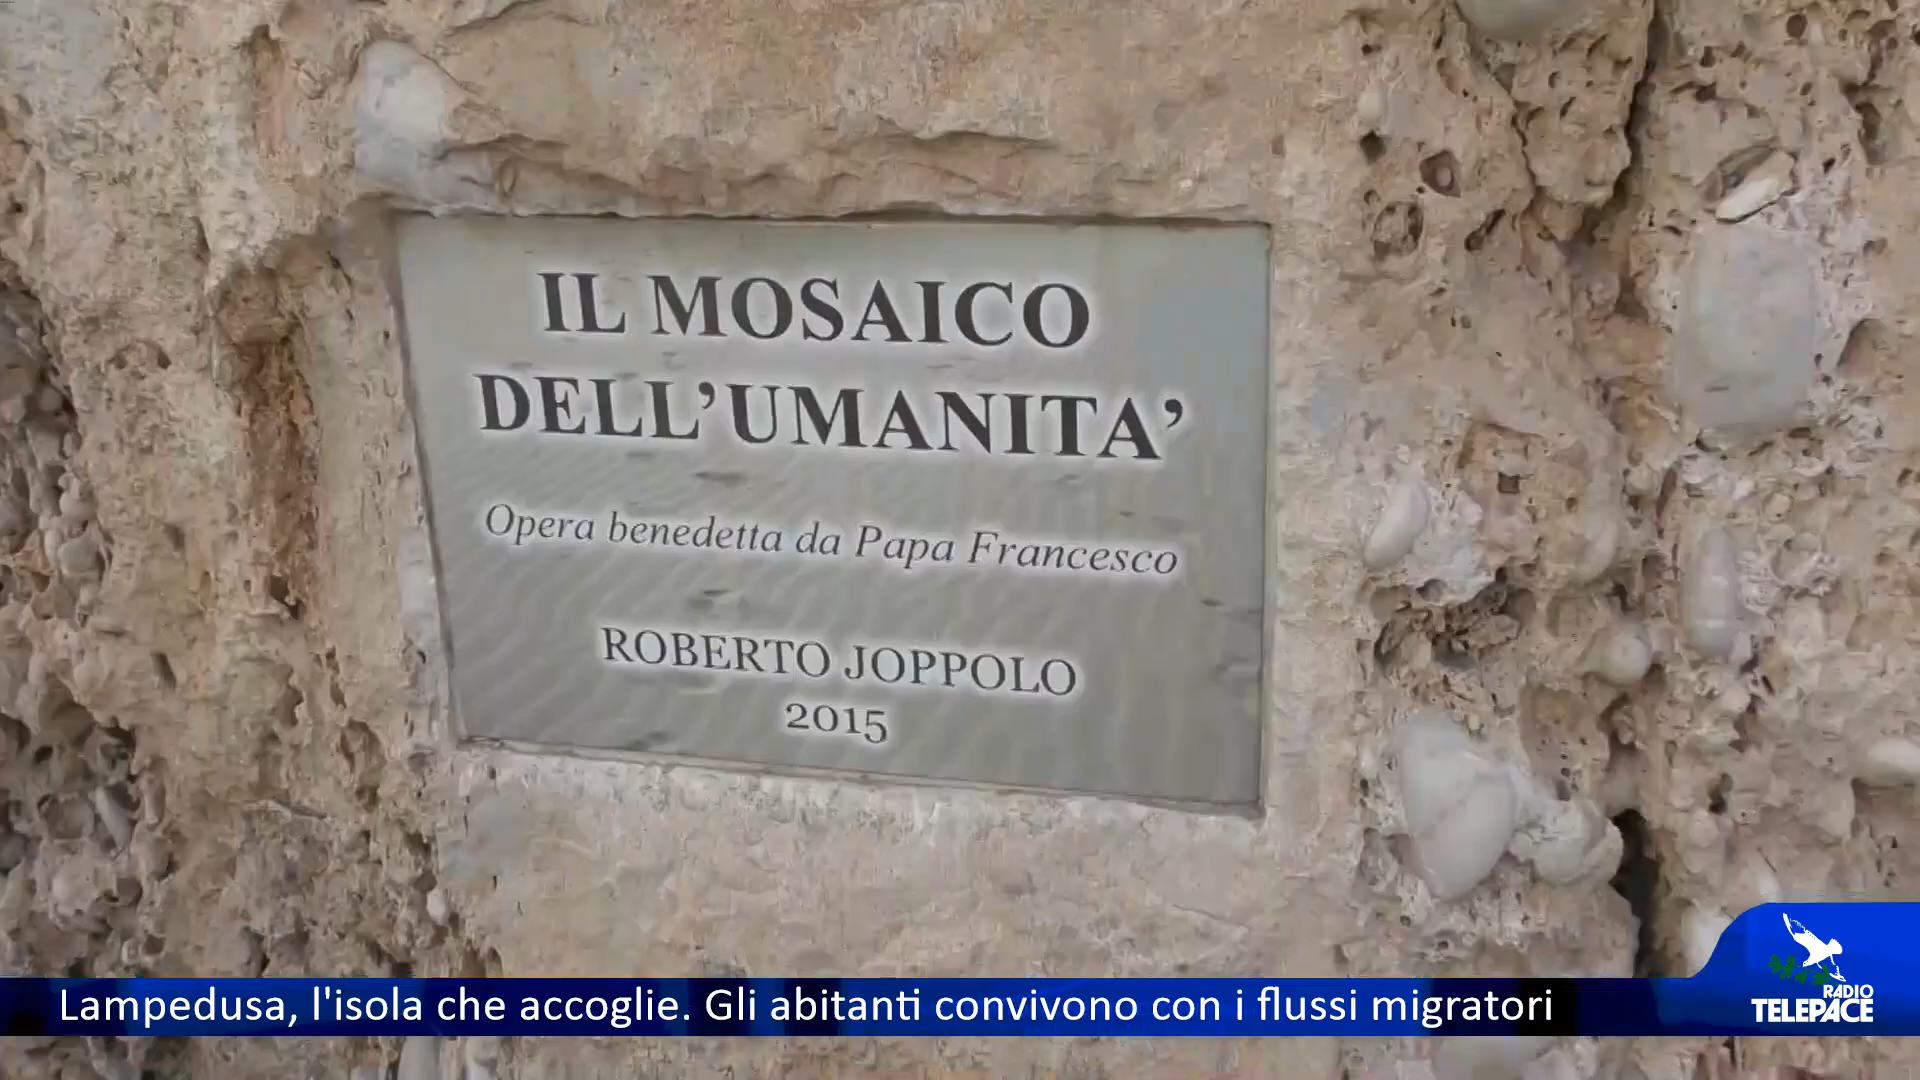 IL MOSAICO
DELL’UMANITA’
Opera benedetta da Papa Francesco
ROBERTO JOPPOLO
2015
Lampedusa, l'isola che accoglie. Gli abitanti convivono con i flussi migratori
RADIO
TELEPACE